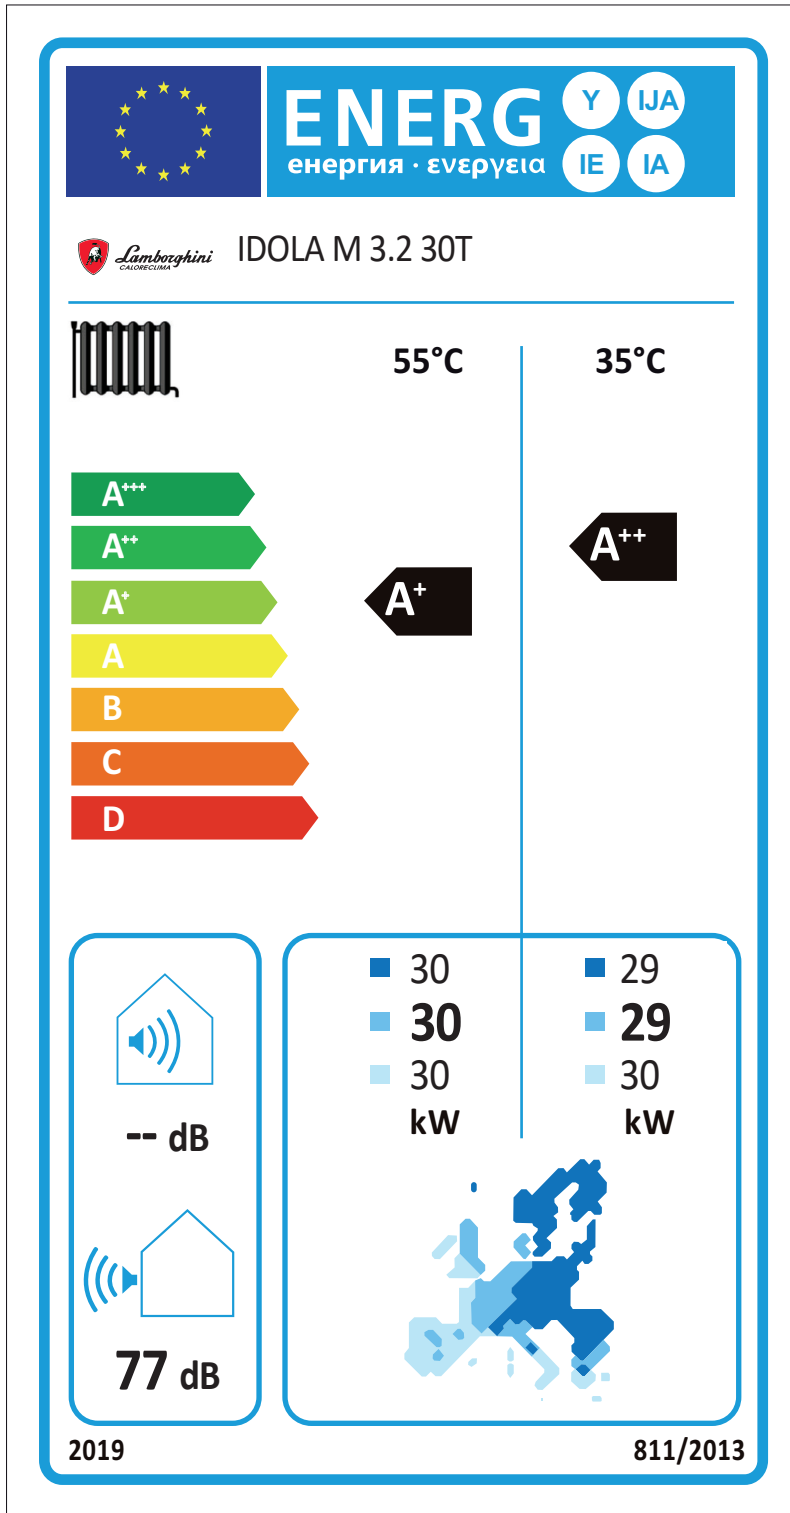 ENERG
енергия · ενεργεια
Y
IJA
IE
IA
Lamborghini
CALORECLIMA
IDOLA M 3.2 30T
55°C
35°C
A+++
A++
A+
A
B
C
D
A+
A++
30
30
30
kW
29
29
30
kW
-- dB
77 dB
2019
811/2013